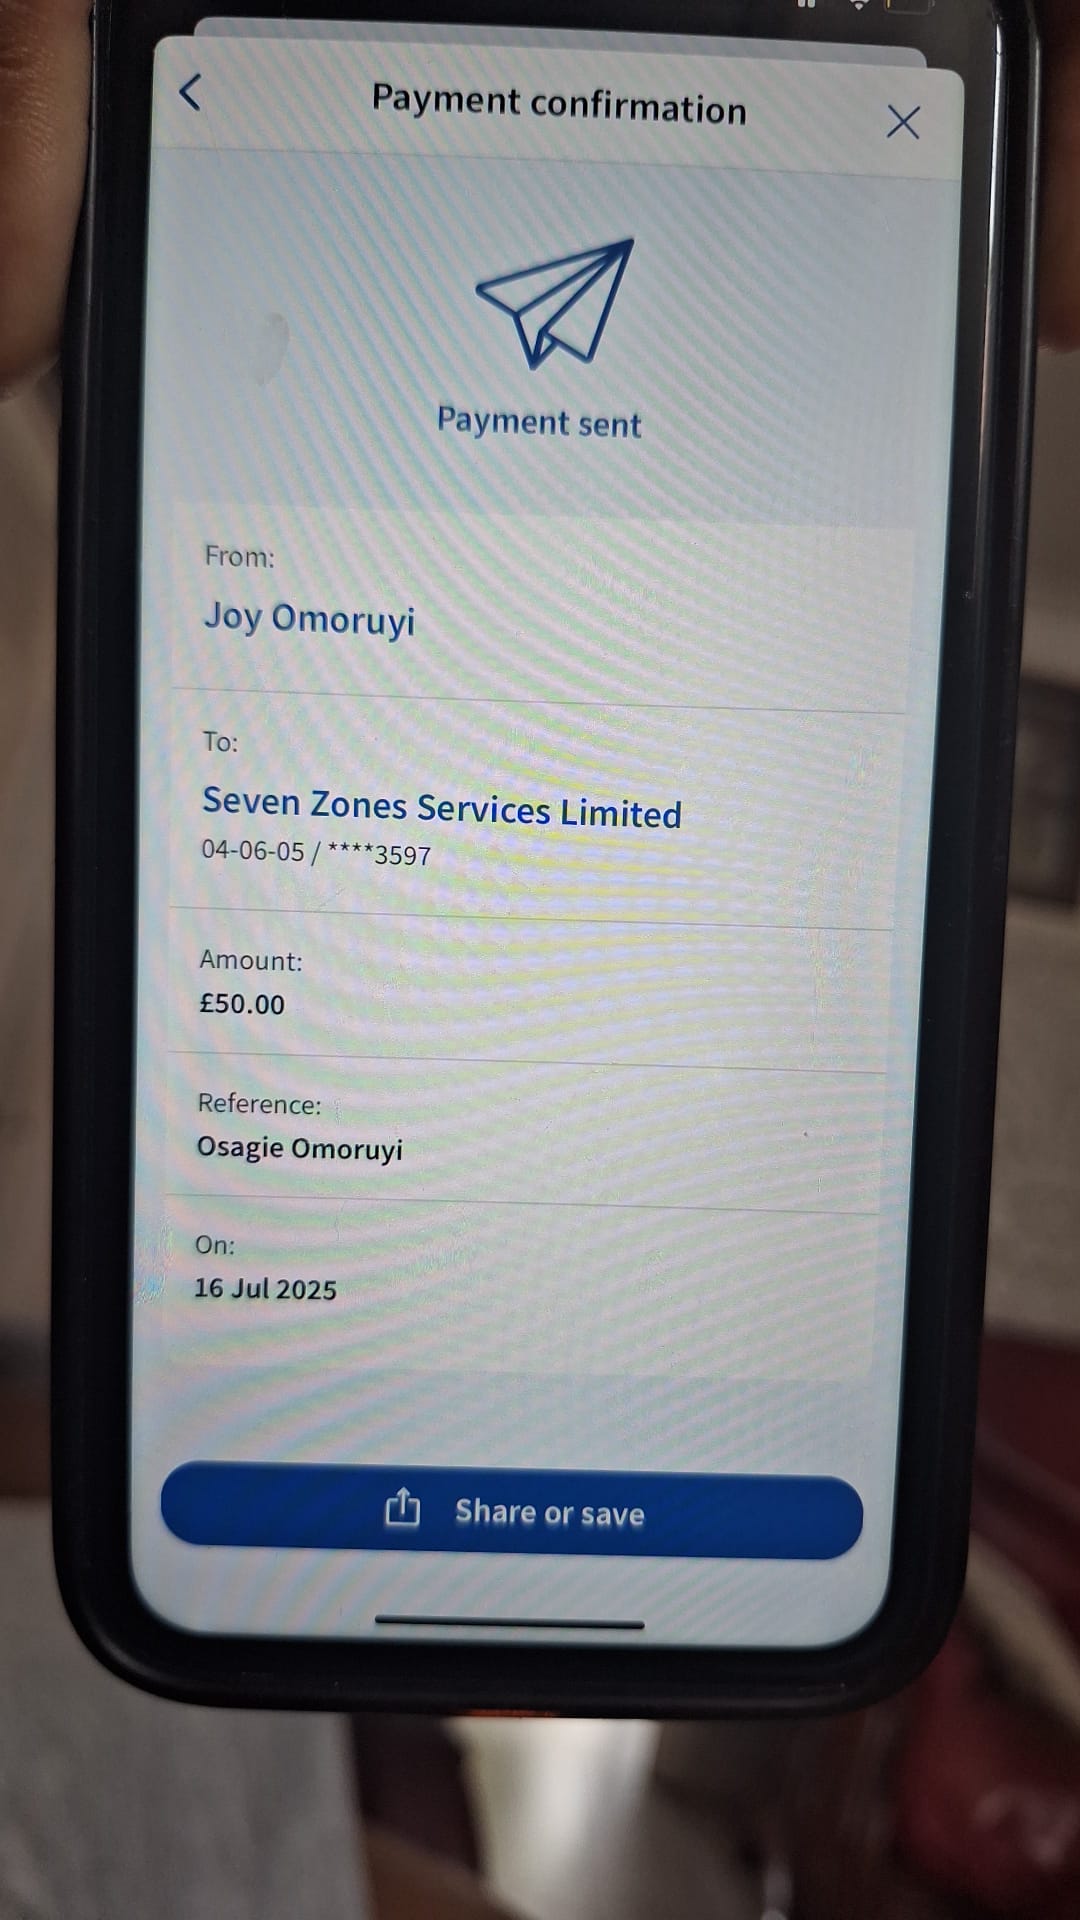 Payment confirmation
Payment sent
From:
Joy Omoruyi
To:
Seven Zones Services Limited
04-06-05 / ****3597
Amount:
£50.00
Reference:
Osagie Omoruyi
On:
16 Jul 2025
Share or save